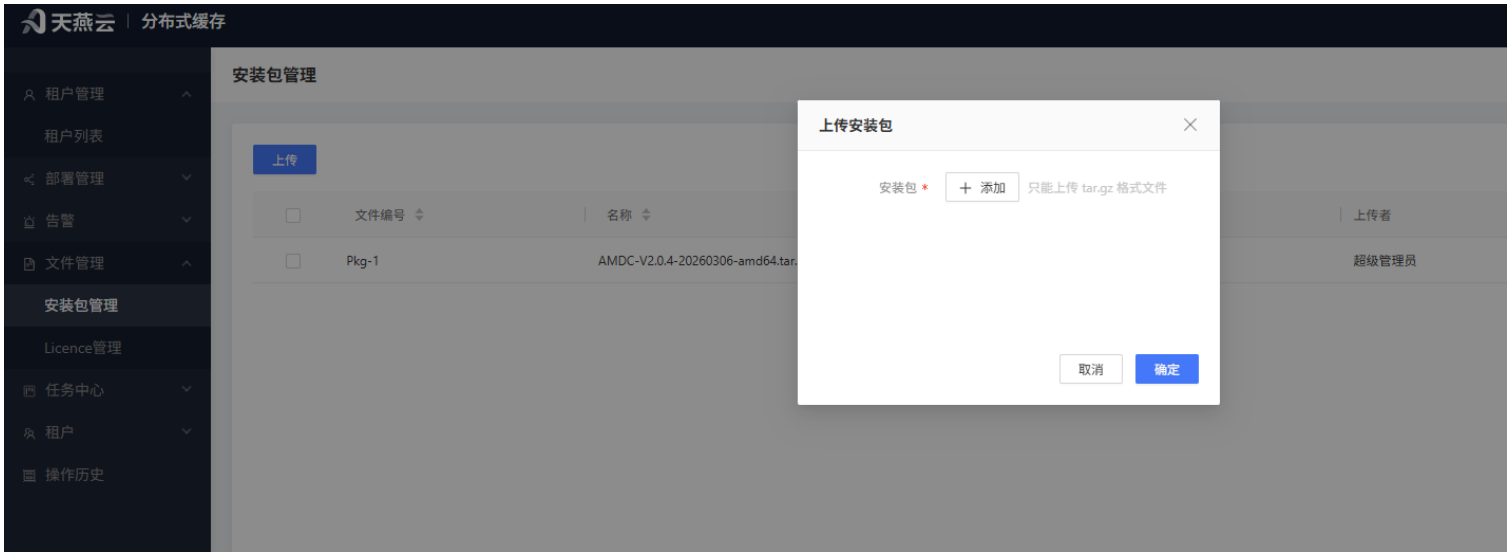 天燕云 | 分布式缓存
租户管理
租户列表
部署管理
告警
文件管理
安装包管理
Licence管理
任务中心
租户
操作历史
安装包管理
上传
文件编号 名称 上传者
Pkg-1 AMDC-V2.0.4-20260306-amd64.tar. 超级管理员
上传安装包
安装包 * + 添加 只能上传 tar.gz 格式文件
取消 确定